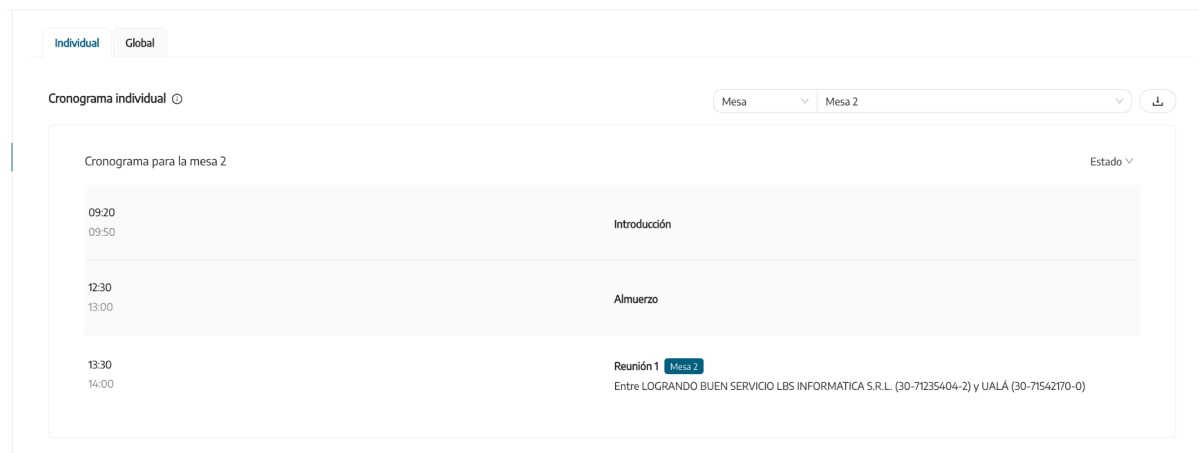 Individual Global
Cronograma individual
Mesa Mesa 2
Cronograma para la mesa 2 Estado
09:20
09:50
Introducción
12:30
13:00
Almuerzo
13:30
14:00
Reunión 1 Mesa 2
Entre LOGRANDO BUEN SERVICIO LBS INFORMATICA S.R.L. (30-71235404-2) y UALÁ (30-71542170-0)